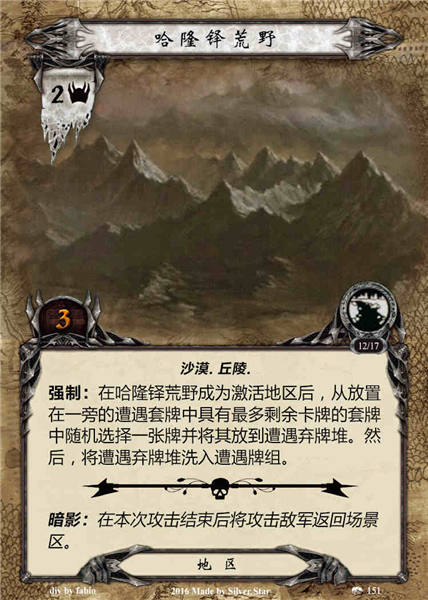 哈隆铎荒野
2
3
12/17
沙漠. 丘陵.
强制：在哈隆铎荒野成为激活地区后，从放置
在一旁的遭遇套牌中具有最多剩余卡牌的套牌
中随机选择一张牌并将其放到遭遇弃牌堆。然
后，将遭遇弃牌堆洗入遭遇牌组。
暗影：在本次攻击结束后将攻击敌军返回场景
区。
地区
diy by fabio
2016 Made by Silver.Star
151